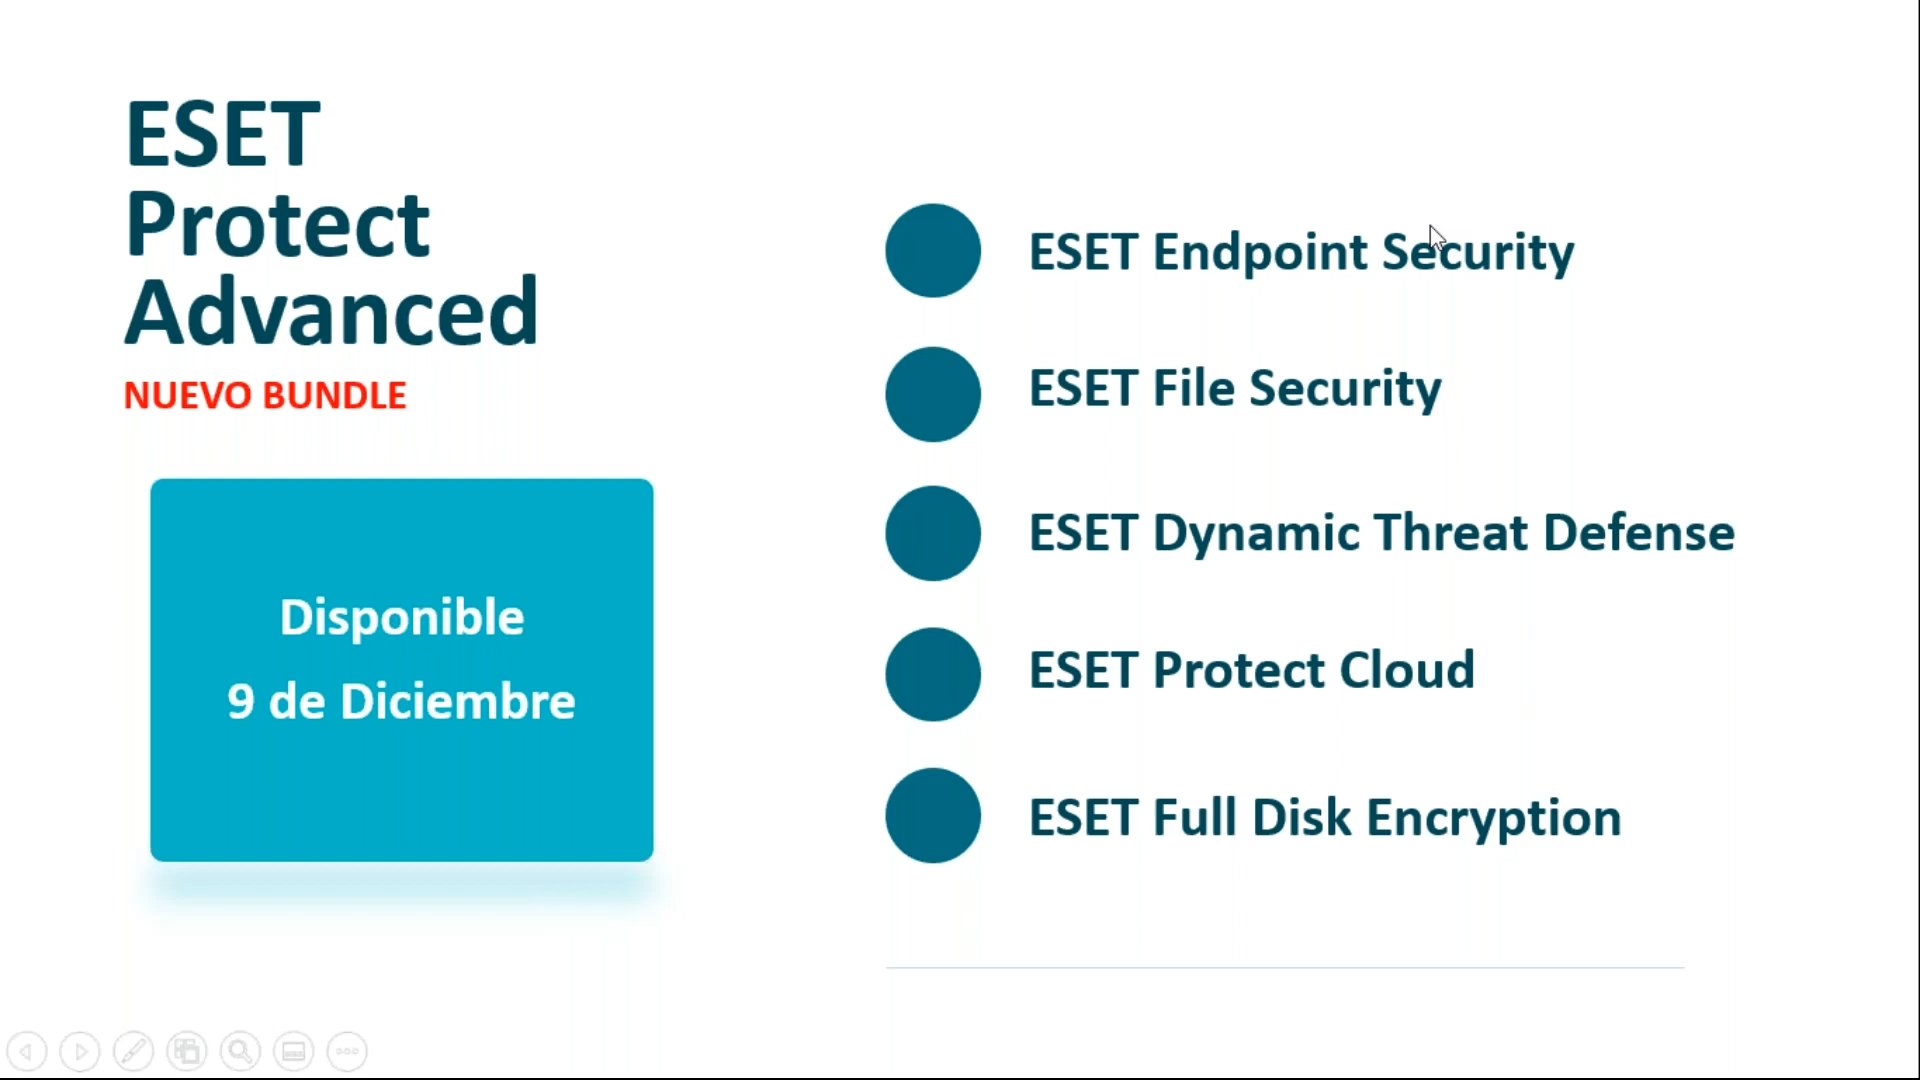 ESET
Protect
Advanced
NUEVO BUNDLE
Disponible
9 de Diciembre
ESET Endpoint Security
ESET File Security
ESET Dynamic Threat Defense
ESET Protect Cloud
ESET Full Disk Encryption